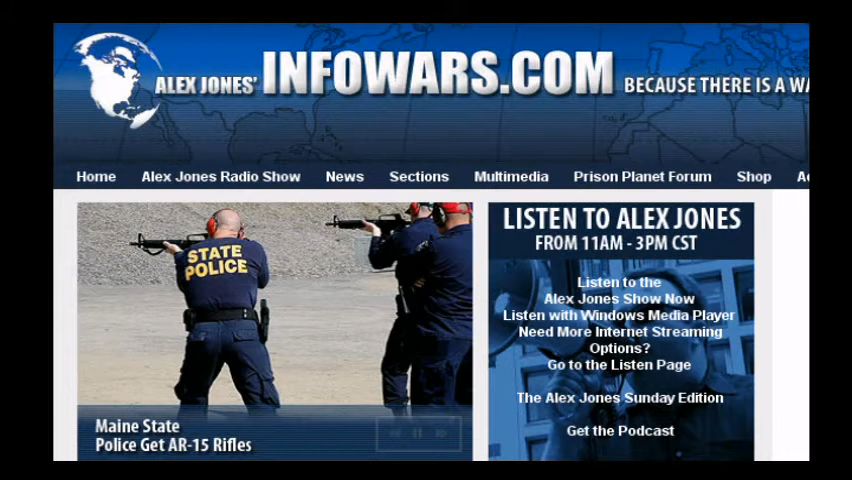 ALEX JONES' INFOWARS.COM BECAUSE THERE IS A WA
Home Alex Jones Radio Show News Sections Multimedia Prison Planet Forum Shop A
STATE
POLICE
Maine State
Police Get AR-15 Rifles
LISTEN TO ALEX JONES
FROM 11AM - 3PM CST
Listen to the
Alex Jones Show Now
Listen with Windows Media Player
Need More Internet Streaming
Options?
Go to the Listen Page
The Alex Jones Sunday Edition
Get the Podcast